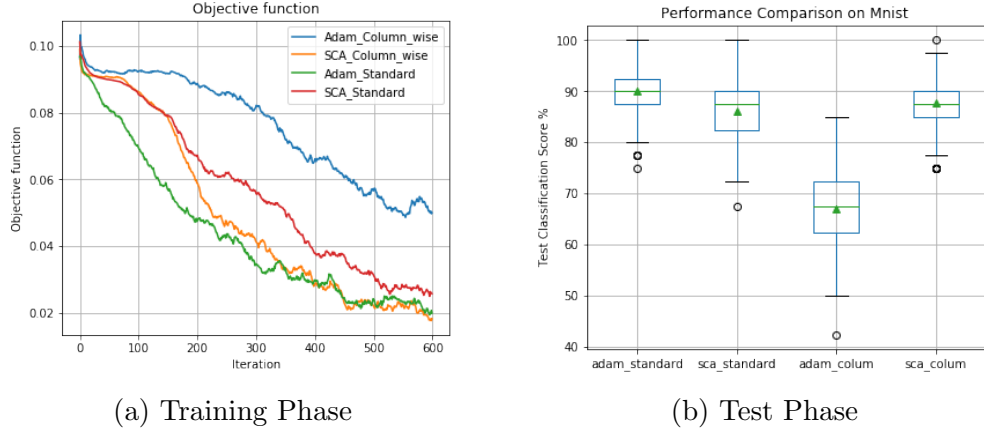 Objective function
Objective function
0.10
0.08
0.06
0.04
0.02
Adam_Column_wise
SCA_Column_wise
Adam_Standard
SCA_Standard
0 100 200 300 400 500 600
Iteration
(a) Training Phase
Performance Comparison on Mnist
Test Classification Score %
100
90
80
70
60
50
40
adam_standard sca_standard adam_colum sca_colum
(b) Test Phase